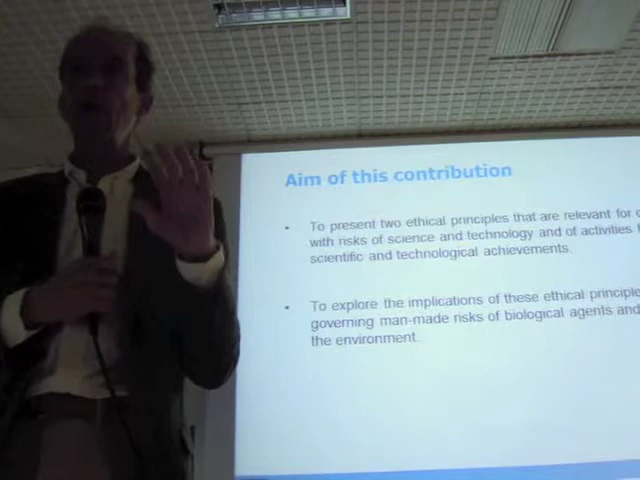 Aim of this contribution
• To present two ethical principles that are relevant for
with risks of science and technology and of activities
scientific and technological achievements.
• To explore the implications of these ethical
governing man-made risks of biological agents and
the environment.